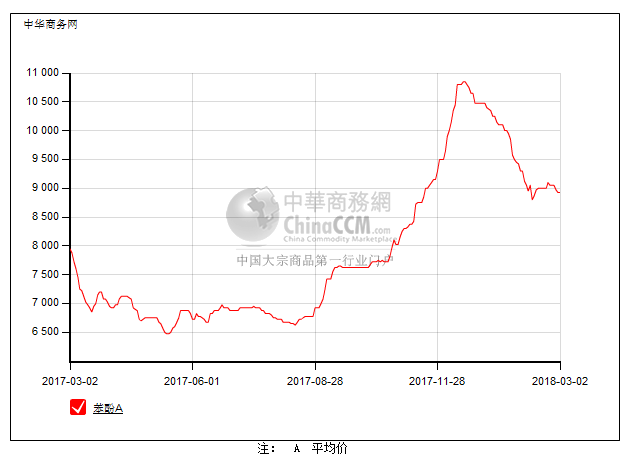 中华商务网
11 000
10 500
10 000
9 500
9 000
8 500
8 000
7 500
7 000
6 500
中華商務網
ChinaCCM.com
China Commodity Marketplace
中国大宗商品第一行业门户
2017-03-02 2017-06-01 2017-08-28 2017-11-28 2018-03-02
苯酚A
注： A 平均价